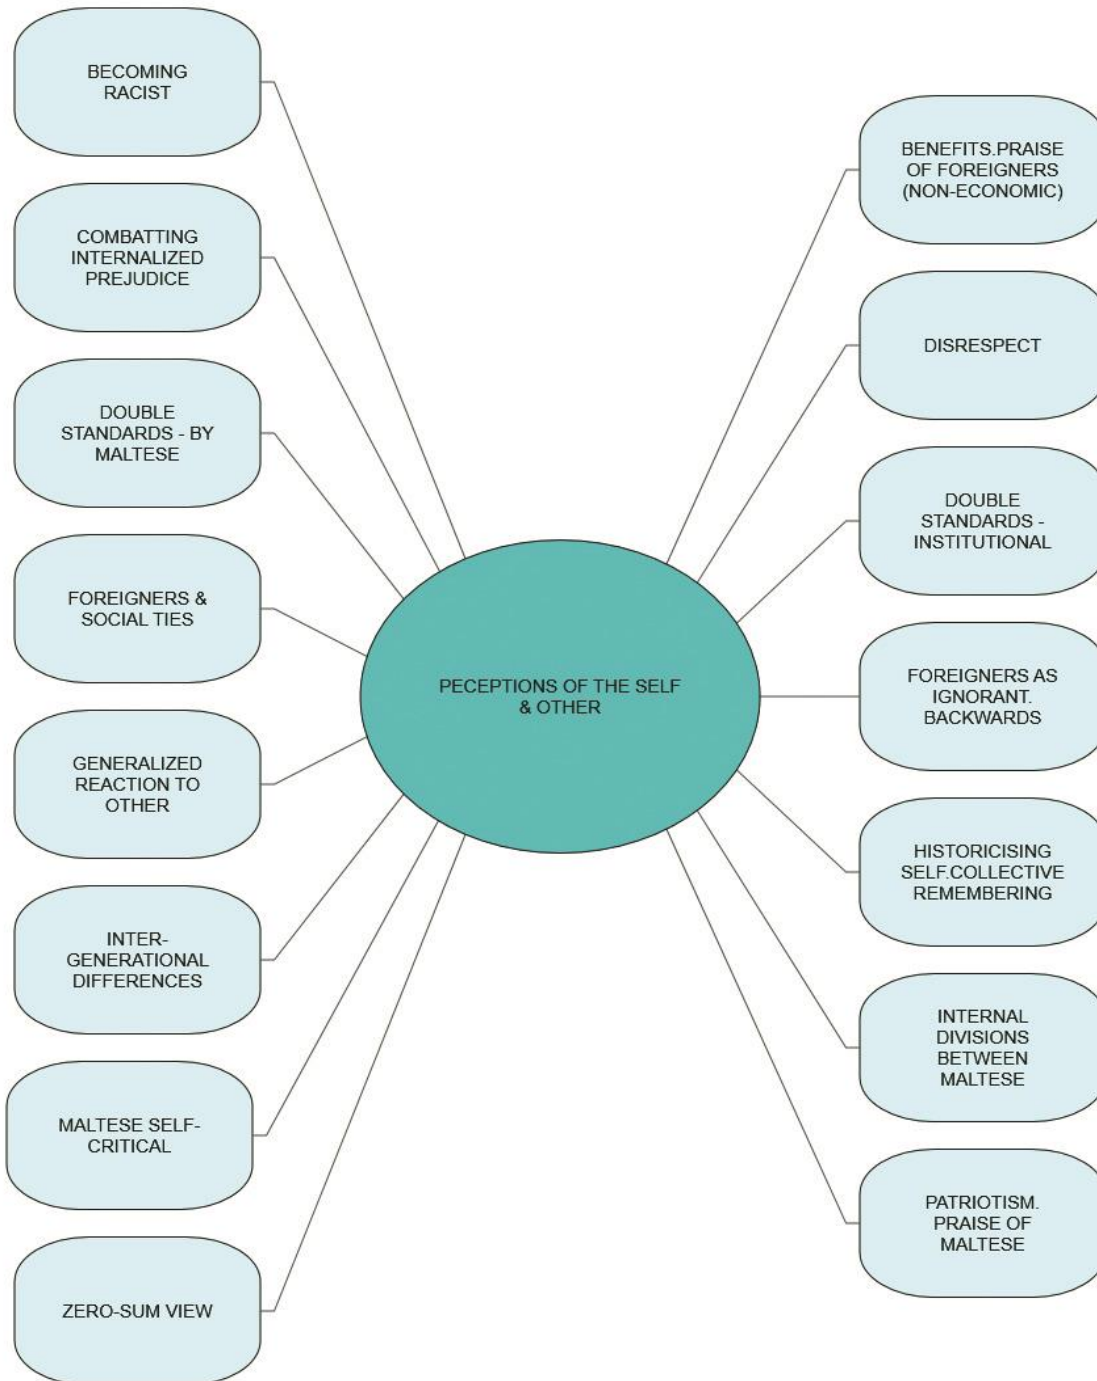 BECOMING
RACIST
COMBATTING
INTERNALIZED
PREJUDICE
DOUBLE
STANDARDS - BY
MALTESE
FOREIGNERS &
SOCIAL TIES
GENERALIZED
REACTION TO
OTHER
INTER-
GENERATIONAL
DIFFERENCES
MALTESE SELF-
CRITICAL
ZERO-SUM VIEW
PECEPTIONS OF THE SELF
& OTHER
BENEFITS.PRAISE
OF FOREIGNERS
(NON-ECONOMIC)
DISRESPECT
DOUBLE
STANDARDS -
INSTITUTIONAL
FOREIGNERS AS
IGNORANT.
BACKWARDS
HISTORICISING
SELF.COLLECTIVE
REMEMBERING
INTERNAL
DIVISIONS
BETWEEN
MALTESE
PATRIOTISM.
PRAISE OF
MALTESE